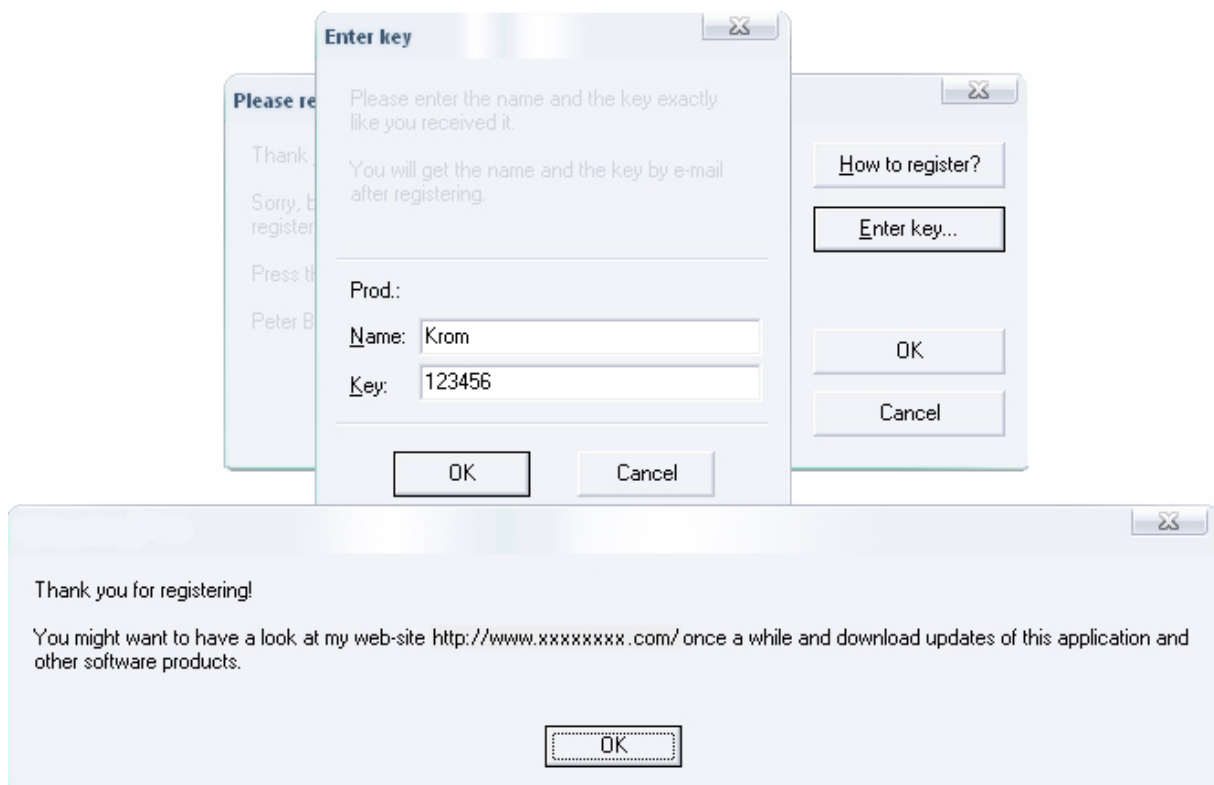 Enter key
Please enter the name and the key exactly
like you received it.
You will get the name and the key by e-mail
after registering.
Prod.:
Name: Krom
Key: 123456
OK Cancel
Please re
Thank
Sorry, b
register
Press th
Peter B
How to register?
Enter key...
OK
Cancel
Thank you for registering!
You might want to have a look at my web-site http://www.xxxxxxxx.com/ once a while and download updates of this application and
other software products.
OK